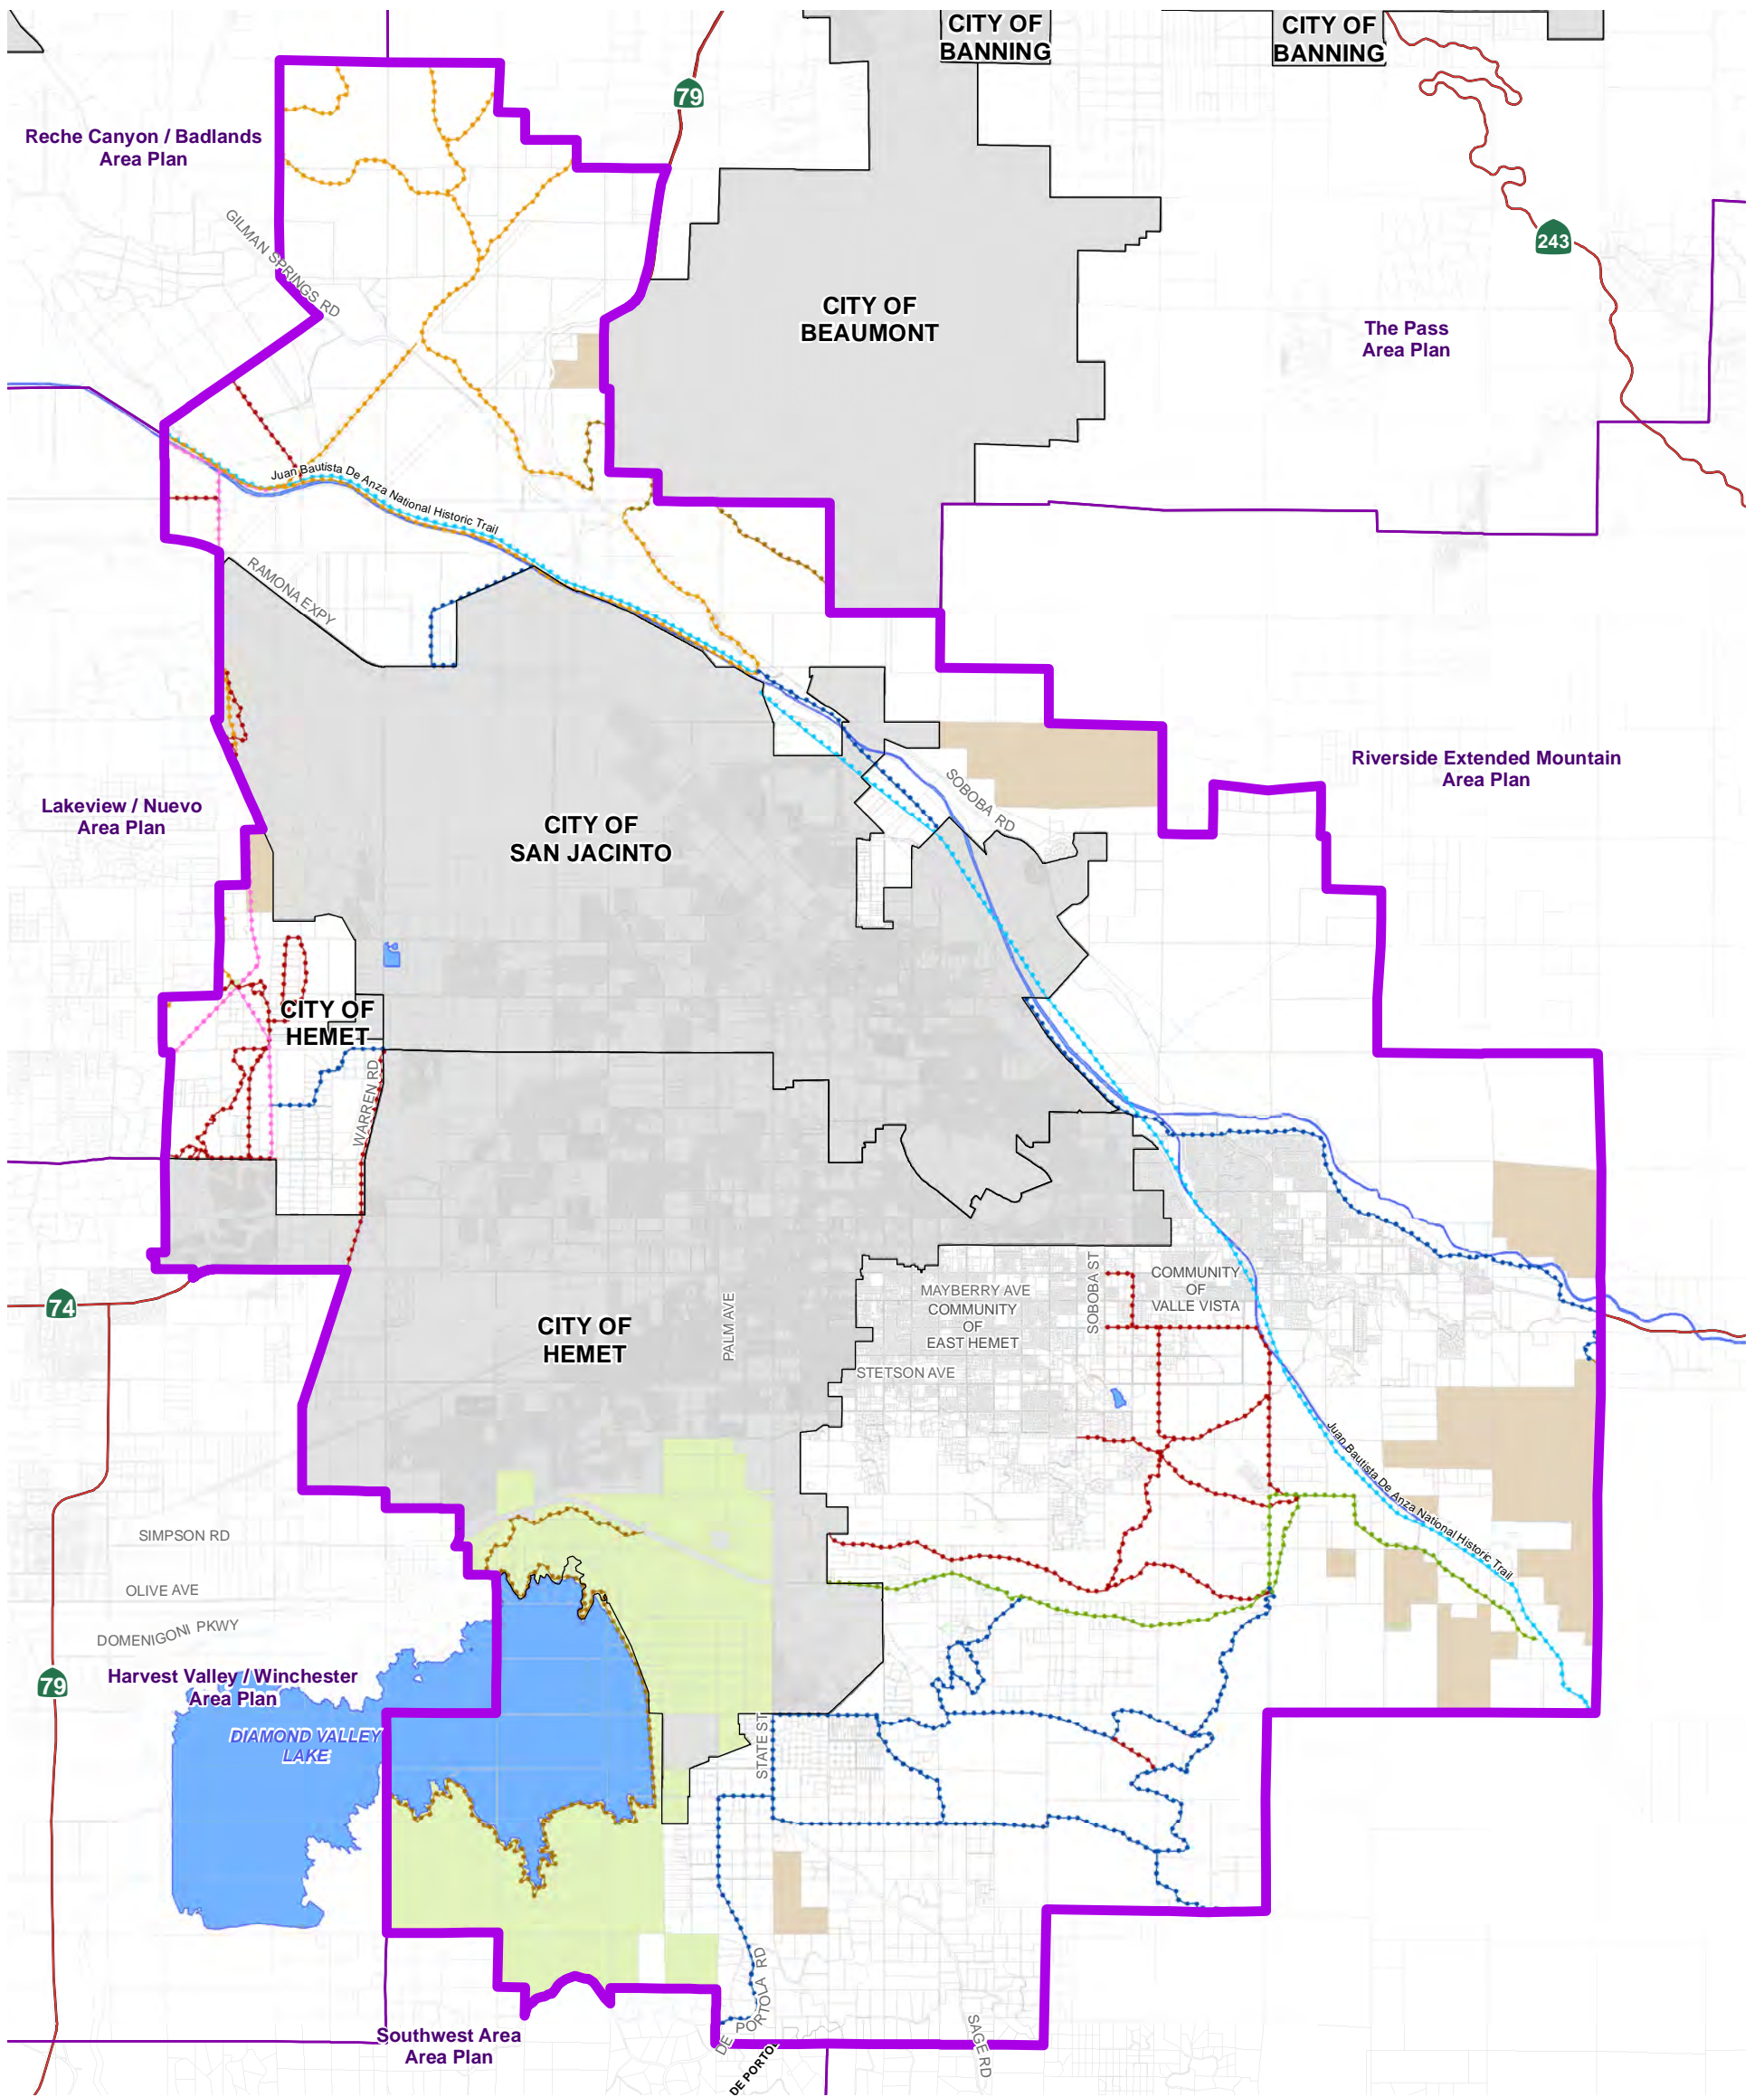 CITY OF
BANNING
CITY OF
BANNING
79
Reche Canyon / Badlands
Area Plan
243
GILMAN SPRINGS RD
CITY OF
BEAUMONT
The Pass
Area Plan
Juan Bautista De Anza National Historic Trail
RAMONA EXPY
Riverside Extended Mountain
Area Plan
SOBOBA RD
Lakeview / Nuevo
Area Plan
CITY OF
SAN JACINTO
CITY OF
HEMET
WARREN RD
COMMUNITY
OF
VALLE VISTA
SOBOBA ST
MAYBERRY AVE
COMMUNITY
OF
EAST HEMET
74
PALM AVE
CITY OF
HEMET
STETSON AVE
Juan Bautista De Anza National Historic Trail
SIMPSON RD
OLIVE AVE
DOMENIGONI PKWY
79
Harvest Valley / Winchester
Area Plan
DIAMOND VALLEY
LAKE
STATE ST
DE PORTOLA RD
SAGE RD
Southwest Area
Area Plan
DE PORTOL